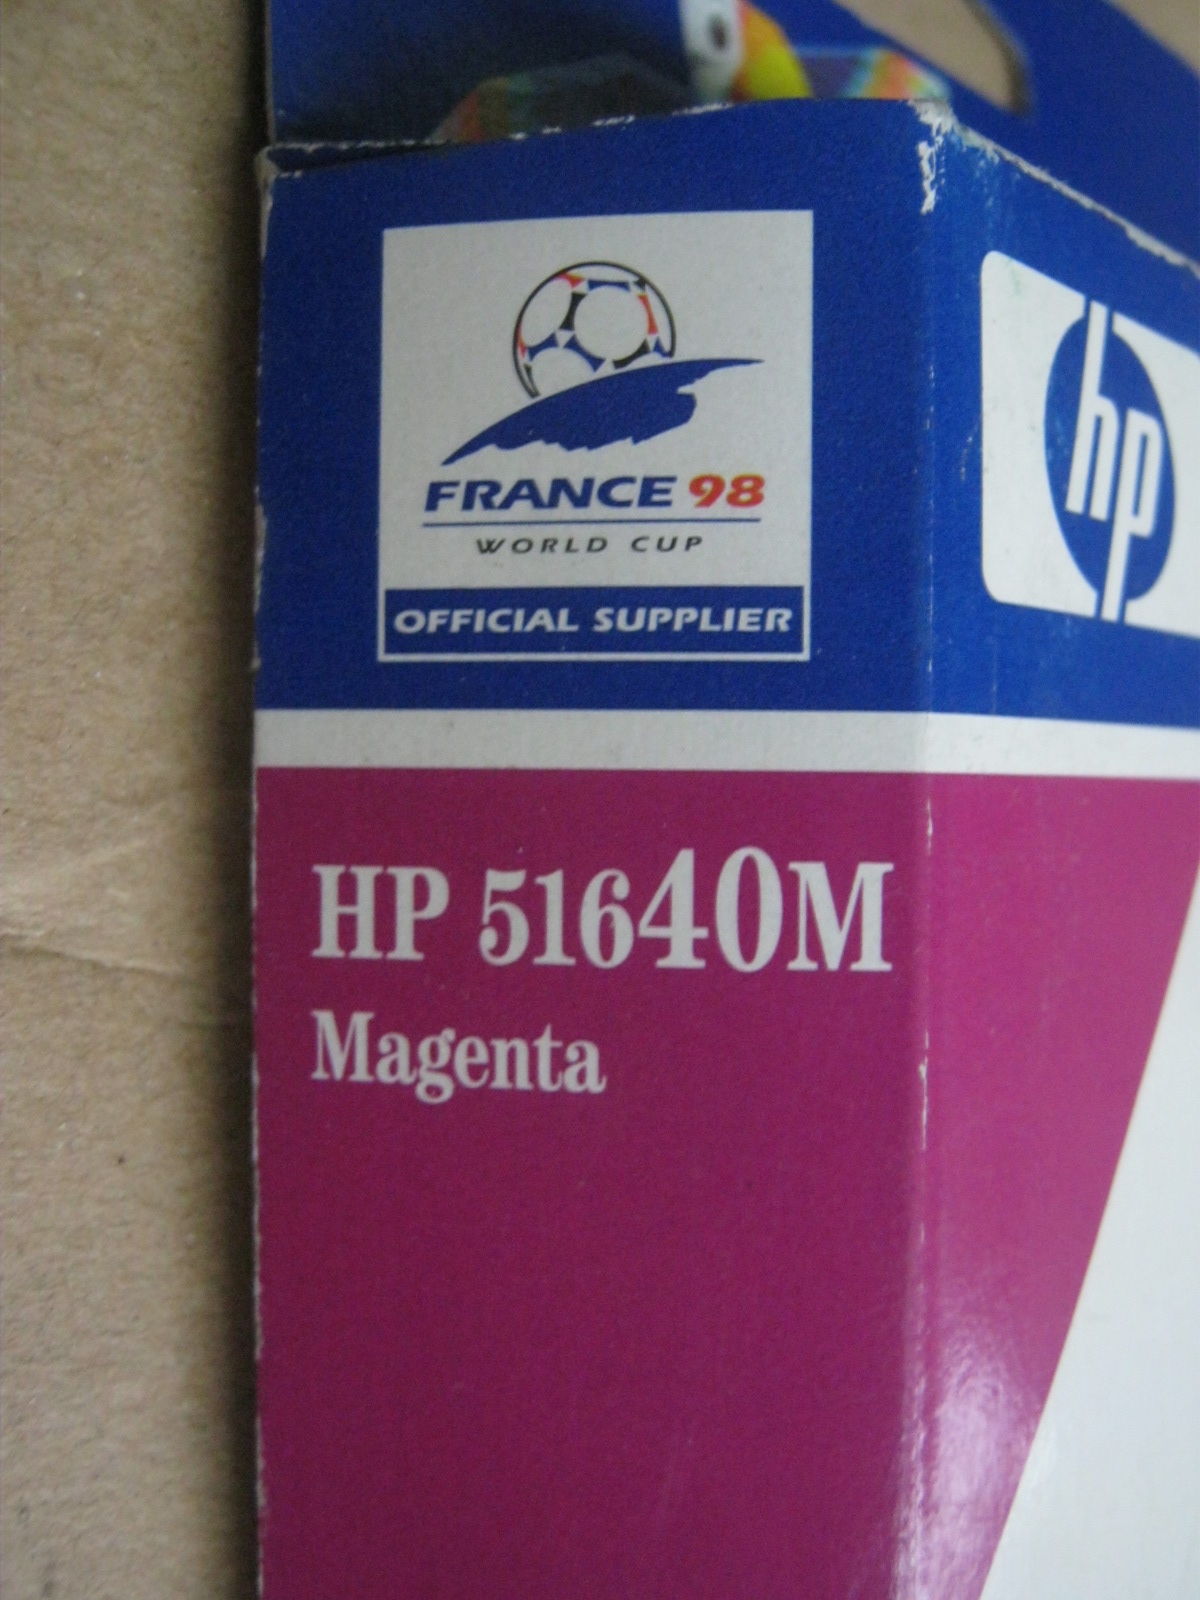 FRANCE 98
WORLD CUP
OFFICIAL SUPPLIER
hp
HP 51640M
Magenta